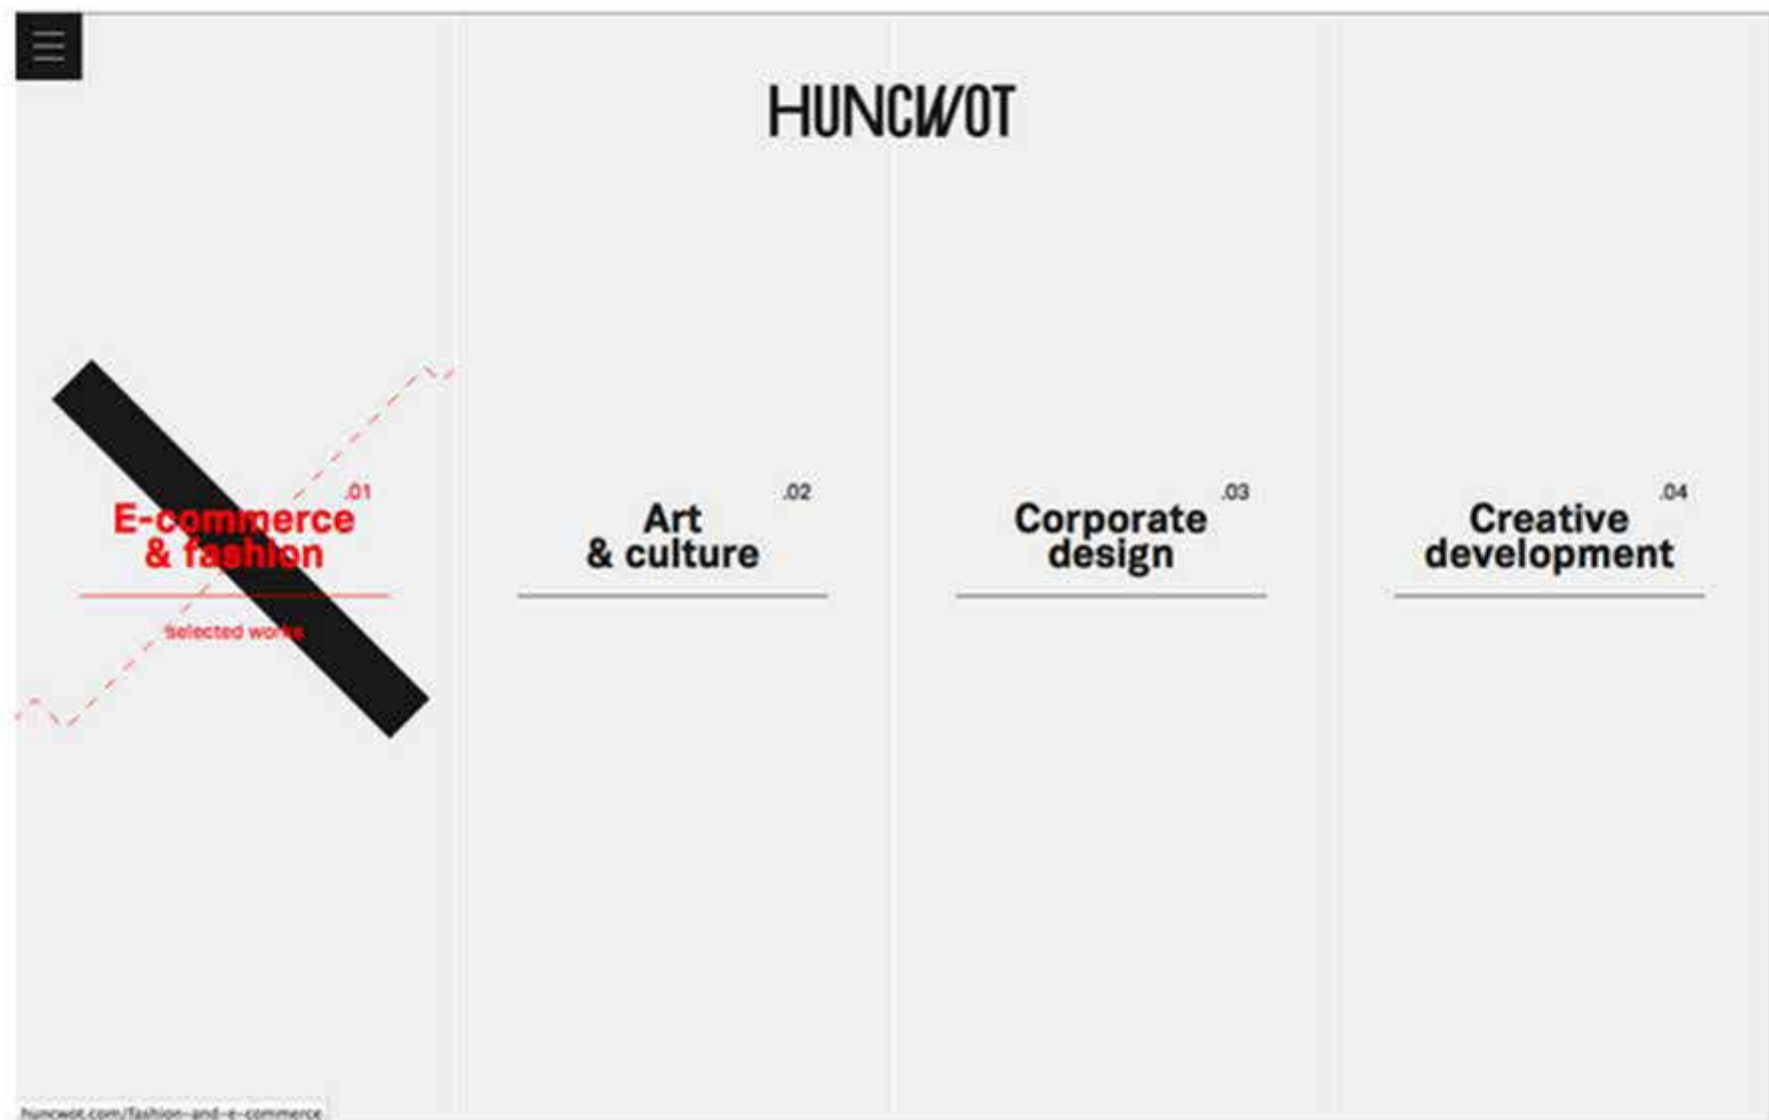 HUNCWOT
.01
E-commerce
& fashion
selected works
.02
Art
& culture
.03
Corporate
design
.04
Creative
development
huncwot.com/fashion-and-e-commerce